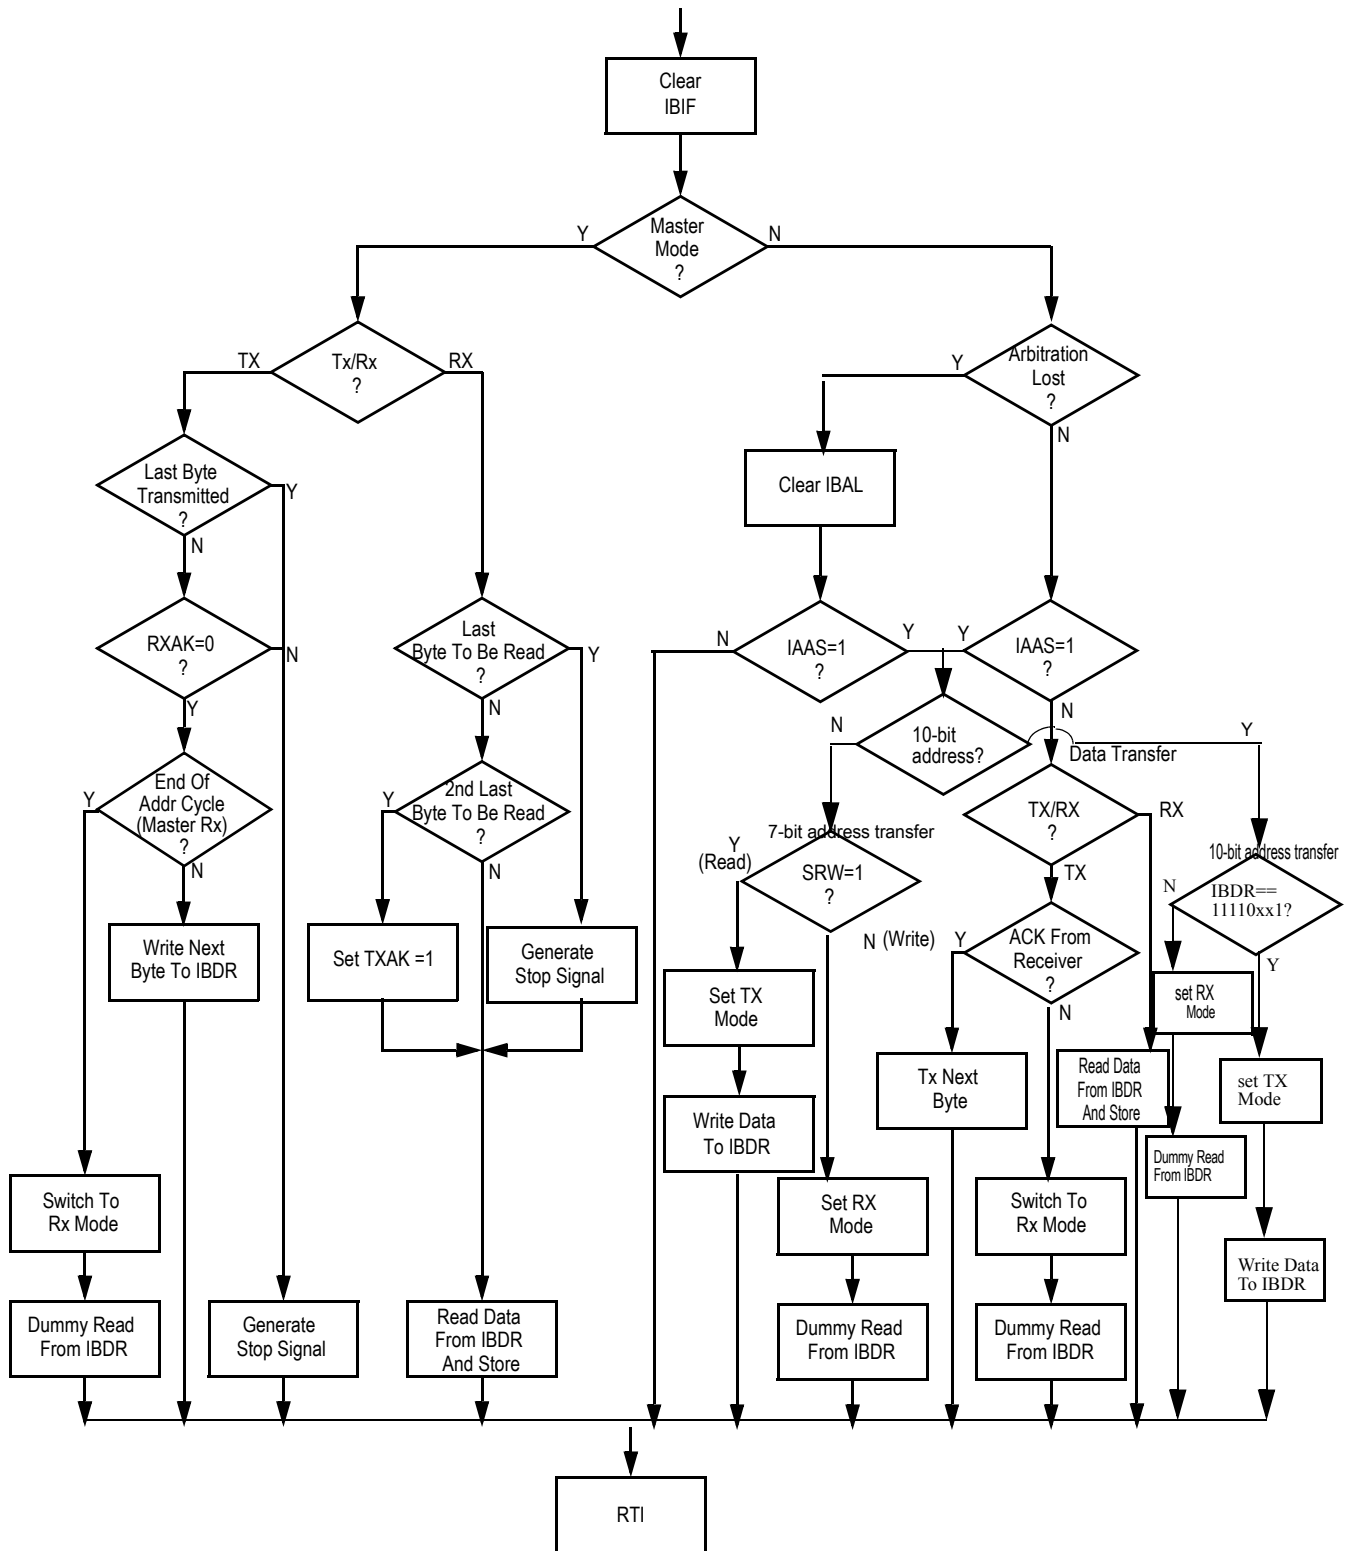 Clear
IBIF
Master
Mode
?
Y
N
Tx/Rx
?
TX
RX
Arbitration
Lost
?
Y
N
Last Byte
Transmitted
?
Y
N
Clear IBAL
RXAK=0
?
N
Y
Last
Byte To Be Read
?
Y
N
IAAS=1
?
N
Y
IAAS=1
?
Y
N
10-bit
address?
N
Y
Data Transfer
End Of
Addr Cycle
(Master Rx)
?
Y
N
2nd Last
Byte To Be Read
?
Y
N
7-bit address transfer
SRW=1
?
Y
(Read)
N (Write)
TX/RX
?
RX
TX
10-bit address transfer
IBDR==
11110xx1?
N
Y
Write Next
Byte To IBDR
Set TXAK =1
Generate
Stop Signal
ACK From
Receiver
?
Y
N
Set TX
Mode
set RX
Mode
Tx Next
Byte
Read Data
From IBDR
And Store
set TX
Mode
Write Data
To IBDR
Dummy Read
From IBDR
Switch To
Rx Mode
Set RX
Mode
Switch To
Rx Mode
Write Data
To IBDR
Dummy Read
From IBDR
Generate
Stop Signal
Read Data
From IBDR
And Store
Dummy Read
From IBDR
Dummy Read
From IBDR
RTI